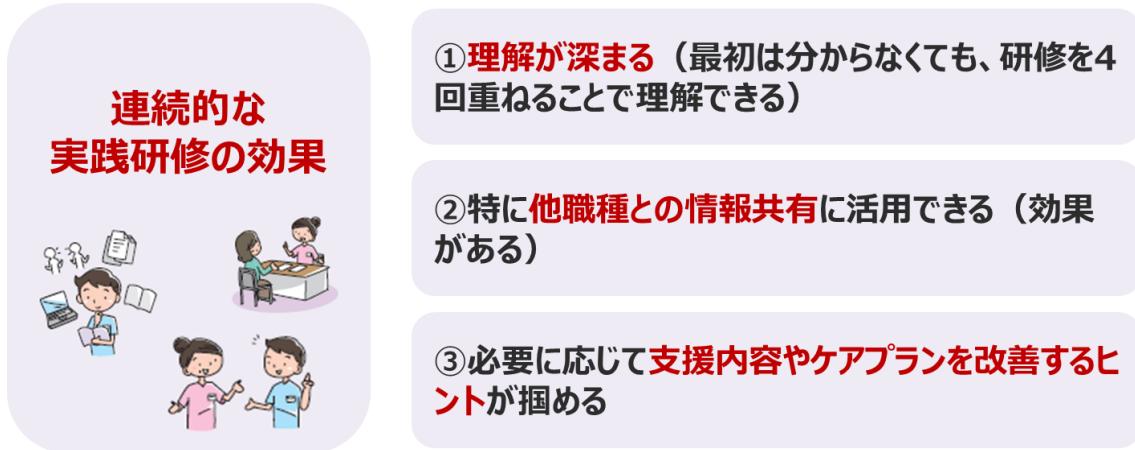 連続的な
実践研修の効果
①理解が深まる（最初は分からなくても、研修を4
回重ねることで理解できる）
②特に他職種との情報共有に活用できる（効果
がある）
③必要に応じて支援内容やケアプランを改善するヒ
ントが掴める